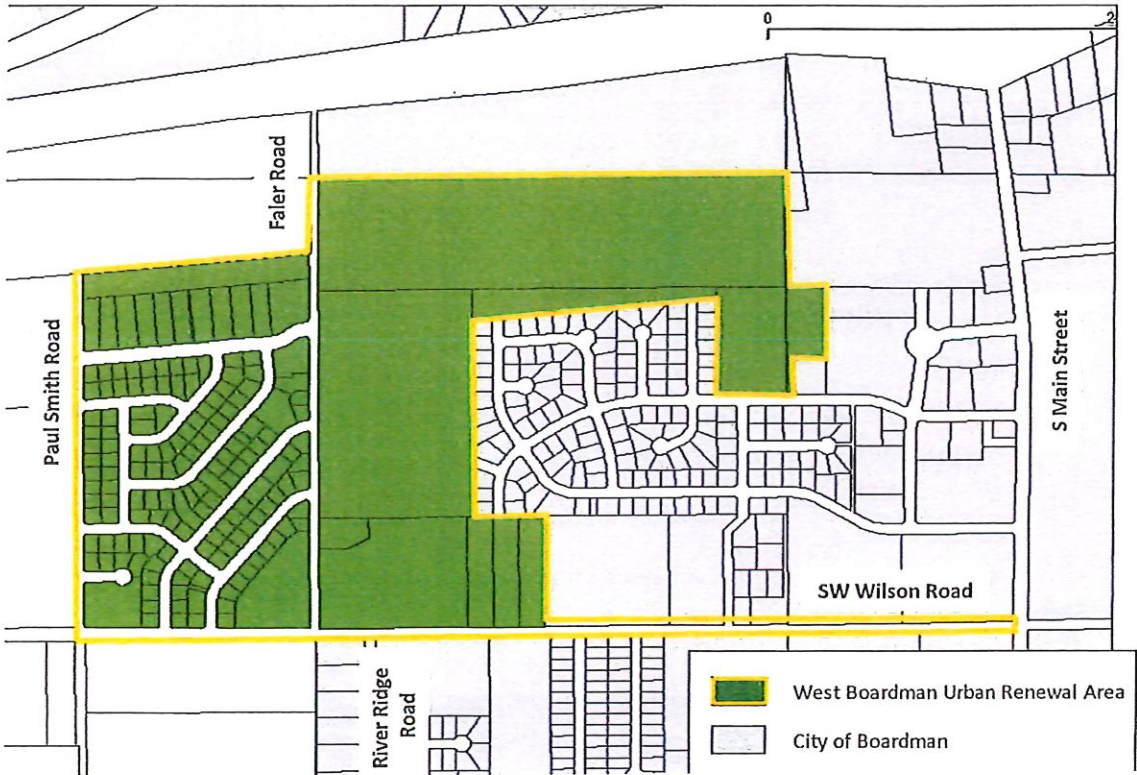 0
2
Faler Road
Paul Smith Road
S Main Street
SW Wilson Road
River Ridge
Road
West Boardman Urban Renewal Area
City of Boardman